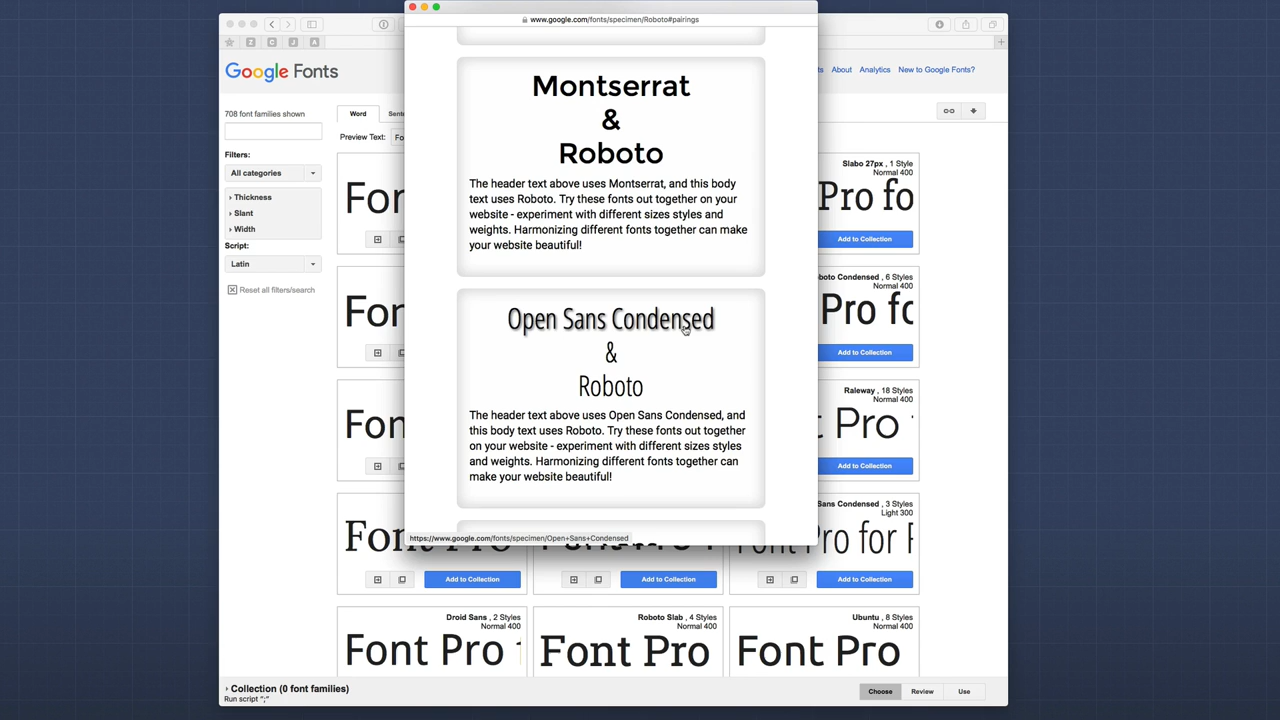 www.google.com/fonts/specimen/Roboto#pairings
Z C J A
Google Fonts
About Analytics New to Google Fonts?
708 font families shown
Word
Preview Text:
Filters:
All categories
Thickness
Slant
Width
Script:
Latin
Reset all filters/search
Montserrat
&
Roboto
The header text above uses Montserrat, and this body
text uses Roboto. Try these fonts out together on your
website - experiment with different sizes styles and
weights. Harmonizing different fonts together can make
your website beautiful!
Open Sans Condensed
&
Roboto
The header text above uses Open Sans Condensed, and
this body text uses Roboto. Try these fonts out together
on your website - experiment with different sizes styles
and weights. Harmonizing different fonts together can
make your website beautiful!
https://www.google.com/fonts/specimen/Open+Sans+Condensed
Slabo 27px , 1 Style
Normal 400
Pro fo
Add to Collection
Condensed , 6 Styles
Normal 400
Pro fo
Add to Collection
Raleway , 18 Styles
Normal 400
Pro
Add to Collection
Sans Condensed , 3 Styles
Light 300
Font Pro for
Add to Collection
Add to Collection
Add to Collection
Droid Sans , 2 Styles
Normal 400
Font Pro
Roboto Slab , 4 Styles
Normal 400
Font Pro
Ubuntu , 8 Styles
Normal 400
Font Pro
Collection (0 font families)
Run script ";"
Choose Review Use